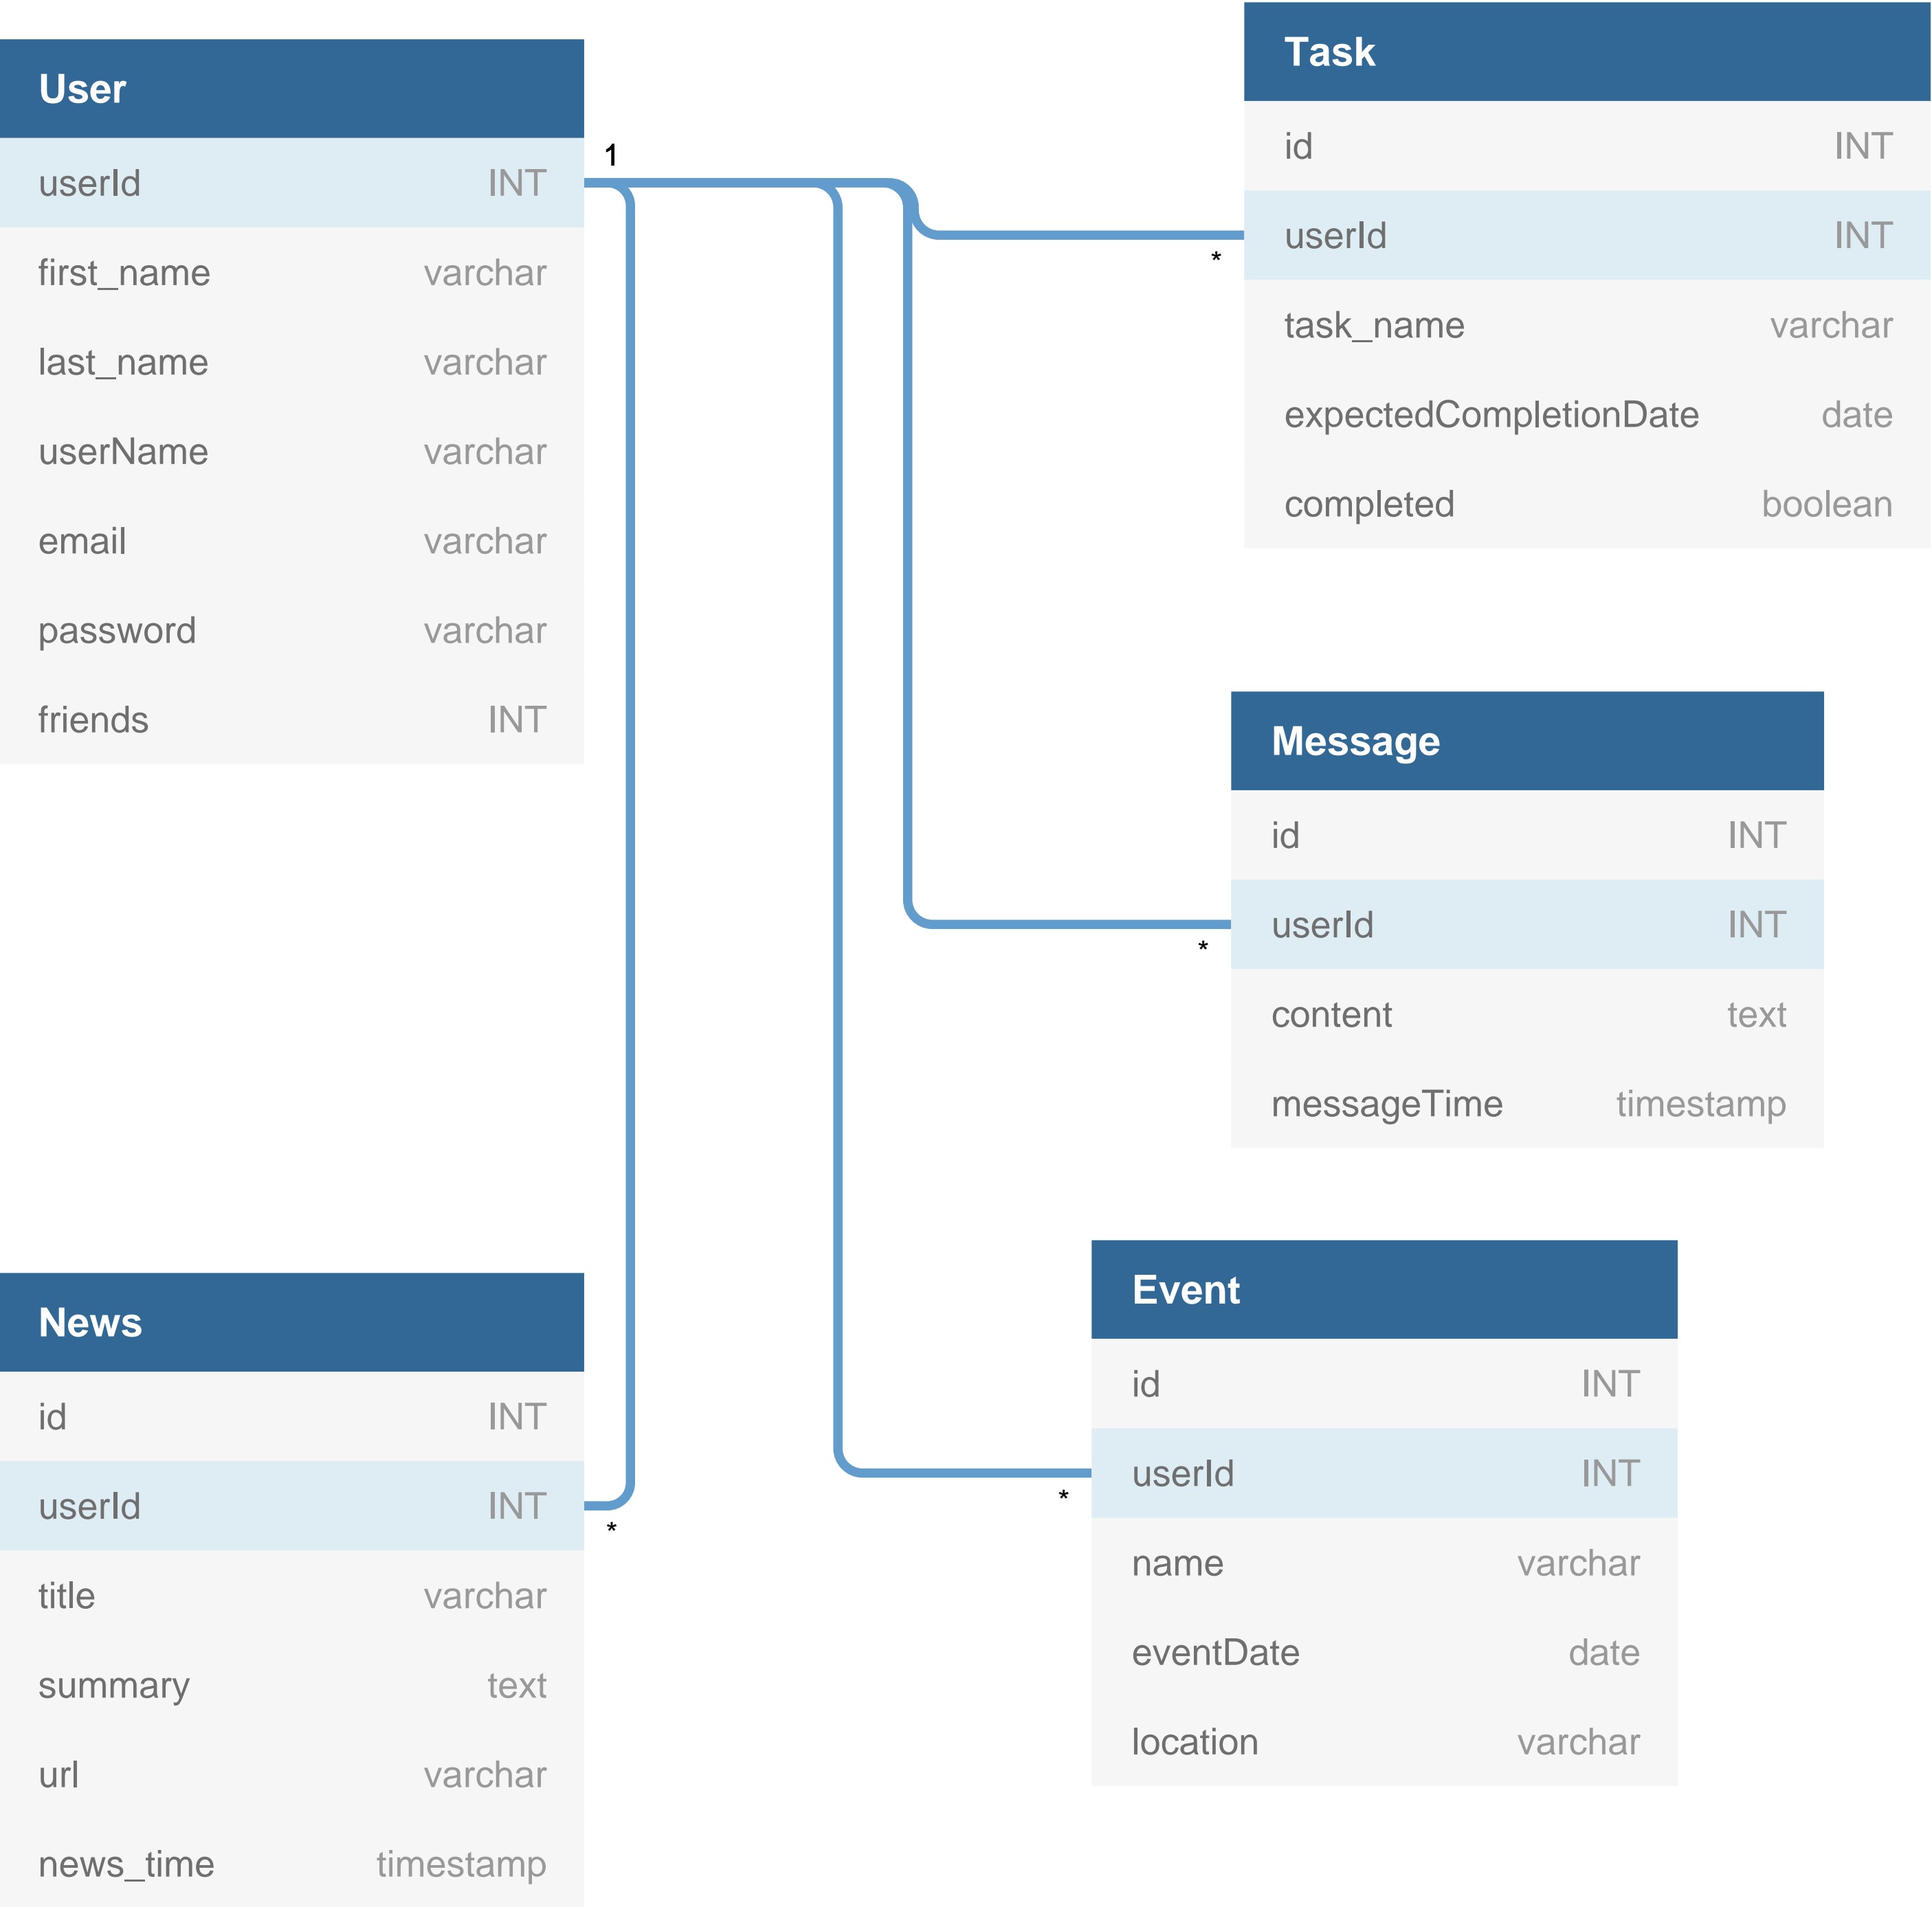 User
userId INT
first_name varchar
last_name varchar
userName varchar
email varchar
password varchar
friends INT
1
Task
id INT
userId INT
task_name varchar
expectedCompletionDate date
completed boolean
*
Message
id INT
userId INT
content text
messageTime timestamp
*
Event
id INT
userId INT
name varchar
eventDate date
location varchar
*
News
id INT
userId INT
title varchar
summary text
url varchar
news_time timestamp
*